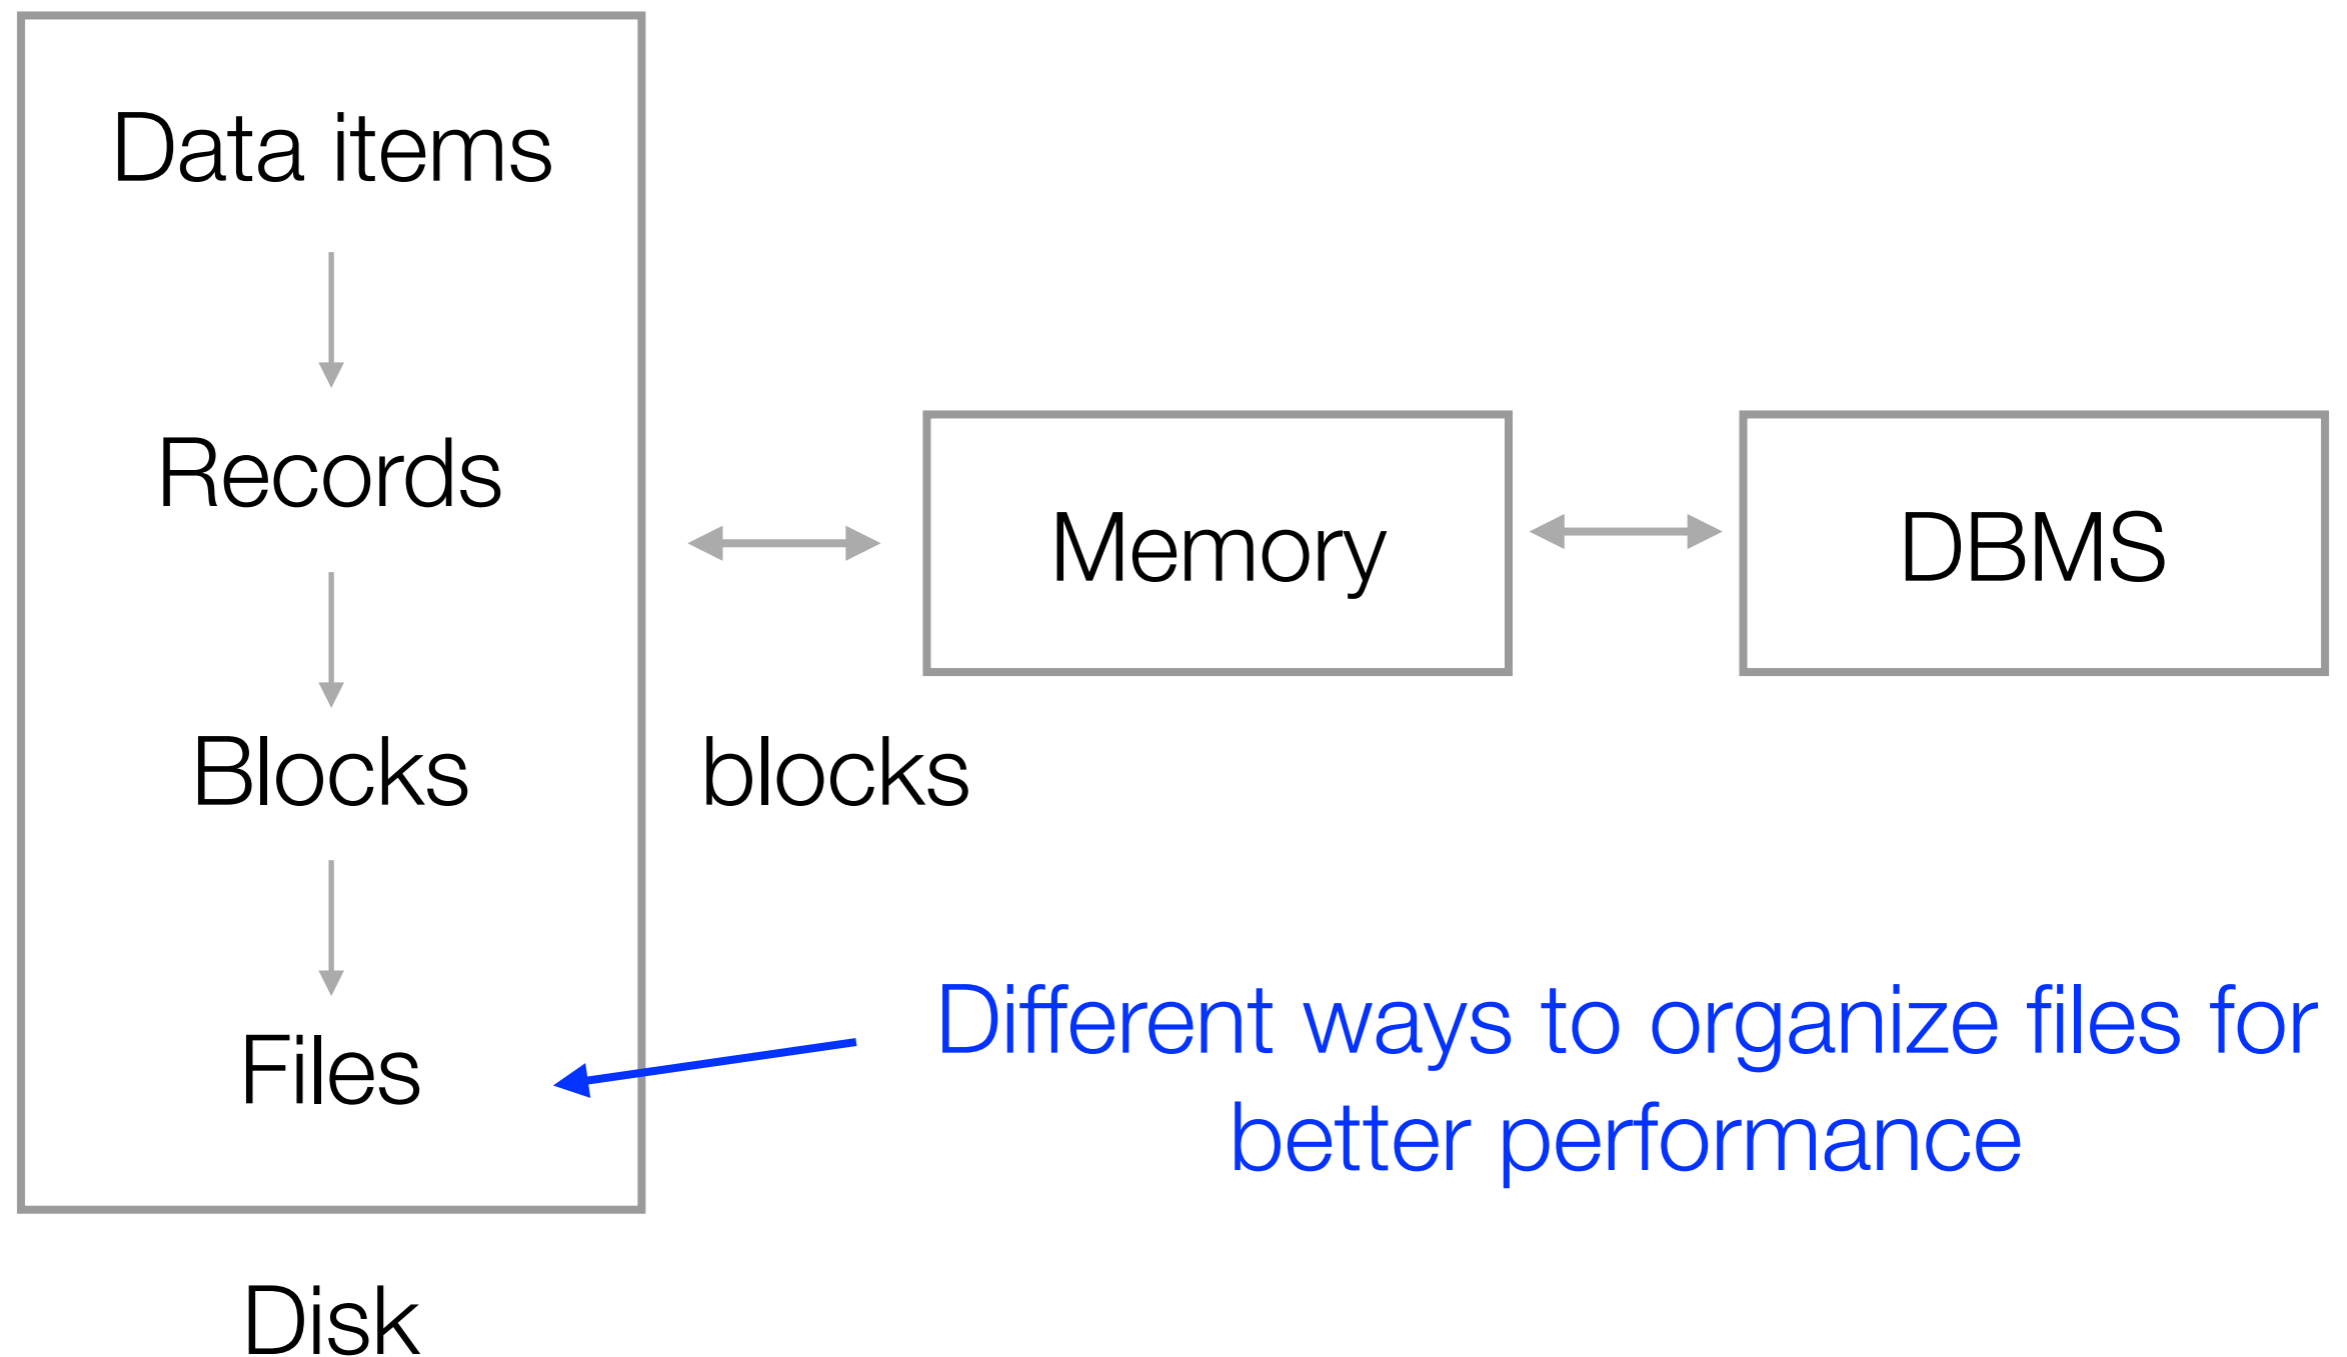 Data items
Records
Blocks
Files
Disk
blocks
Memory
DBMS
Different ways to organize files for
better performance